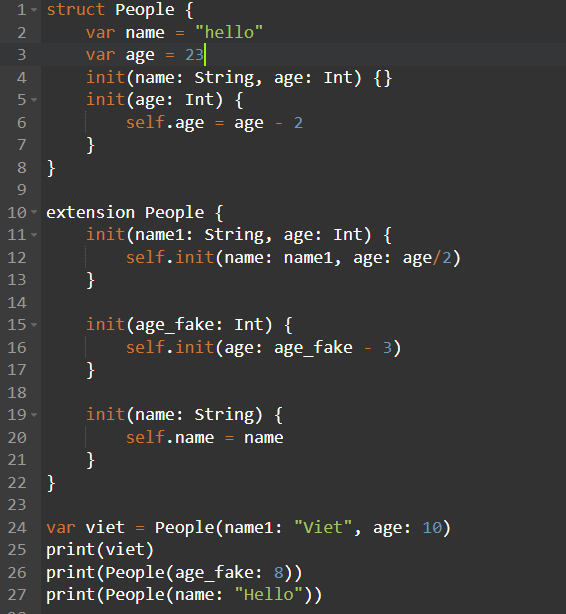 1 struct People {
2     var name = "hello"
3     var age = 23
4     init(name: String, age: Int) {}
5     init(age: Int) {
6         self.age = age - 2
7     }
8 }
9
10 extension People {
11     init(name1: String, age: Int) {
12         self.init(name: name1, age: age/2)
13     }
14
15     init(age_fake: Int) {
16         self.init(age: age_fake - 3)
17     }
18
19     init(name: String) {
20         self.name = name
21     }
22 }
23
24 var viet = People(name1: "Viet", age: 10)
25 print(viet)
26 print(People(age_fake: 8))
27 print(People(name: "Hello"))